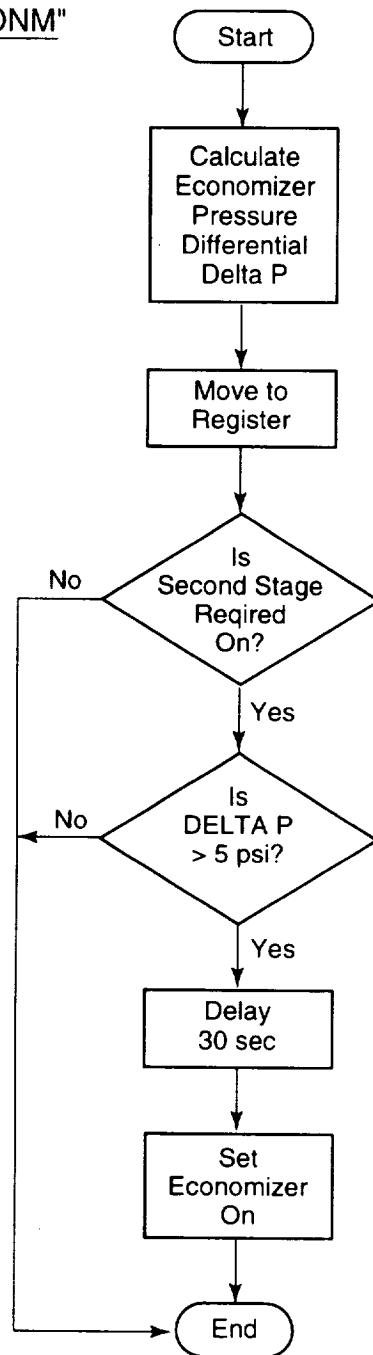 ONM"
Start
Calculate
Economizer
Pressure
Differential
Delta P
Move to
Register
Is
Second Stage
Reqired
On?
No
Yes
Is
DELTA P
> 5 psi?
No
Yes
Delay
30 sec
Set
Economizer
On
End